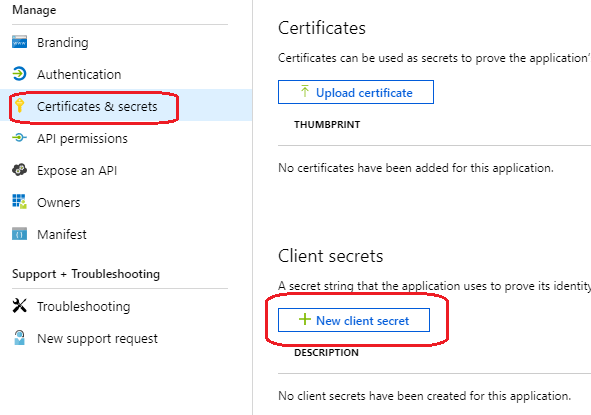 Manage
Branding
Authentication
Certificates & secrets
API permissions
Expose an API
Owners
Manifest
Support + Troubleshooting
Troubleshooting
New support request
Certificates
Certificates can be used as secrets to prove the application'
Upload certificate
THUMBPRINT
No certificates have been added for this application.
Client secrets
A secret string that the application uses to prove its identity
New client secret
DESCRIPTION
No client secrets have been created for this application.